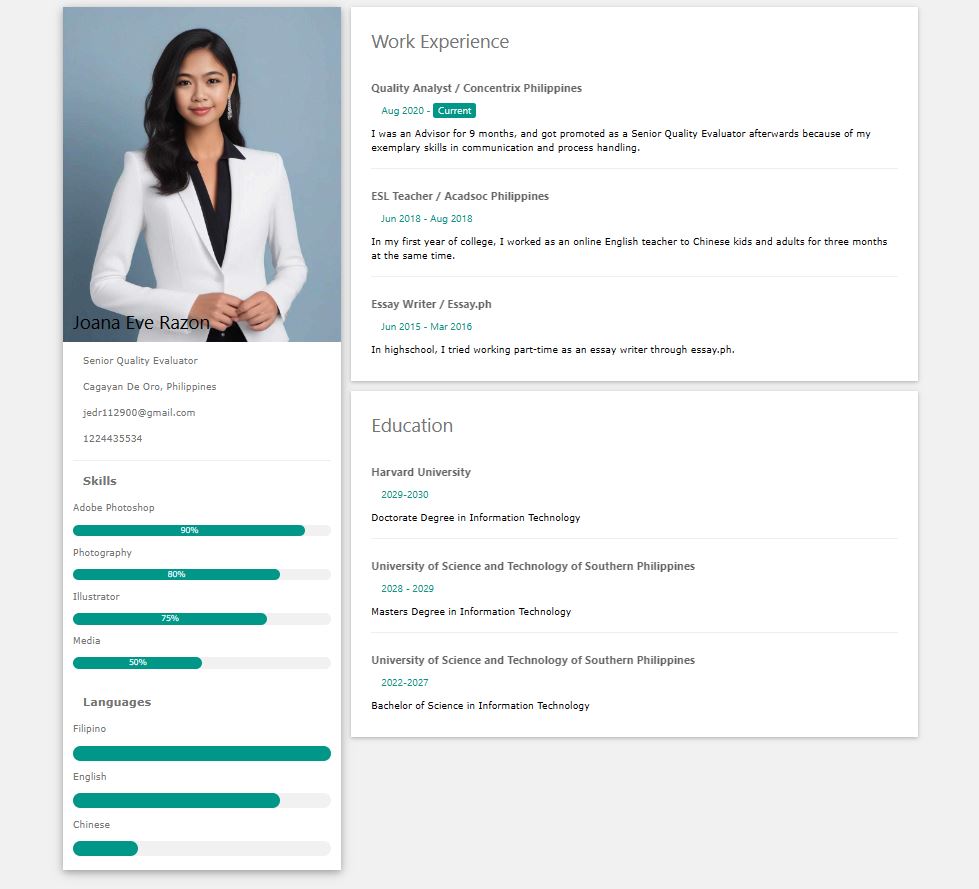 Joana Eve Razon
Senior Quality Evaluator
Cagayan De Oro, Philippines
jedr112900@gmail.com
1224435534
Skills
Adobe Photoshop
90%
Photography
80%
Illustrator
75%
Media
50%
Languages
Filipino
English
Chinese
Work Experience
Quality Analyst / Concentrix Philippines
Aug 2020 - Current
I was an Advisor for 9 months, and got promoted as a Senior Quality Evaluator afterwards because of my
exemplary skills in communication and process handling.
ESL Teacher / Acadsoc Philippines
Jun 2018 - Aug 2018
In my first year of college, I worked as an online English teacher to Chinese kids and adults for three months
at the same time.
Essay Writer / Essay.ph
Jun 2015 - Mar 2016
In highschool, I tried working part-time as an essay writer through essay.ph.
Education
Harvard University
2029-2030
Doctorate Degree in Information Technology
University of Science and Technology of Southern Philippines
2028 - 2029
Masters Degree in Information Technology
University of Science and Technology of Southern Philippines
2022-2027
Bachelor of Science in Information Technology